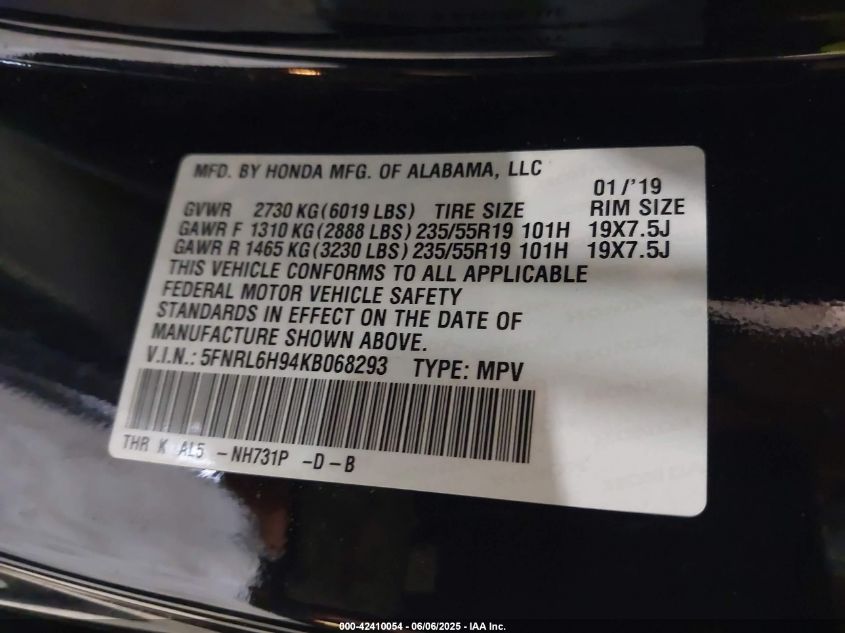 MFD. BY HONDA MFG. OF ALABAMA, LLC
01/'19
GVWR 2730 KG(6019 LBS) TIRE SIZE RIM SIZE
GAWR F 1310 KG(2888 LBS) 235/55R19 101H 19X7.5J
GAWR R 1465 KG(3230 LBS) 235/55R19 101H 19X7.5J
THIS VEHICLE CONFORMS TO ALL APPLICABLE
FEDERAL MOTOR VEHICLE SAFETY
STANDARDS IN EFFECT ON THE DATE OF
MANUFACTURE SHOWN ABOVE.
V.I.N.: 5FNRL6H94KB068293 TYPE: MPV
THR K AL5 -NH731P -D-B
000-42410054 - 06/06/2025 - IAA Inc.